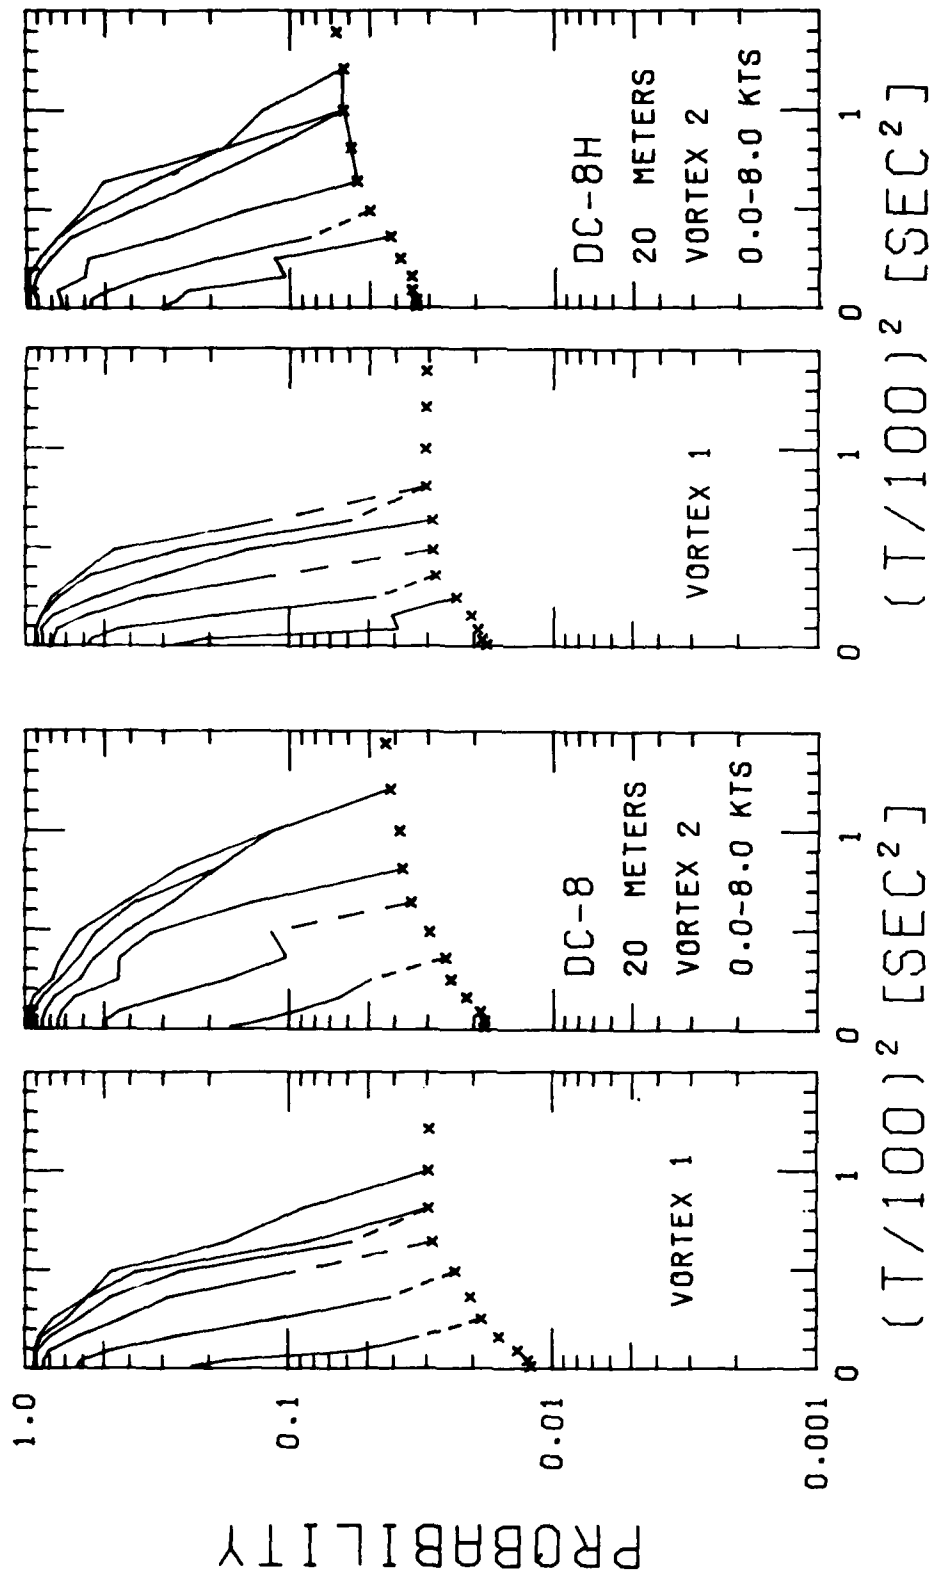 PROBABILITY
1.0
0.1
0.01
0.001
VORTEX 1
0
1
DC-8
20 METERS
VORTEX 2
0.0-8.0 KTS
0
1
(T/100)² [SEC²]
VORTEX 1
0
1
DC-8H
20 METERS
VORTEX 2
0.0-8.0 KTS
0
1
(T/100)² [SEC²]